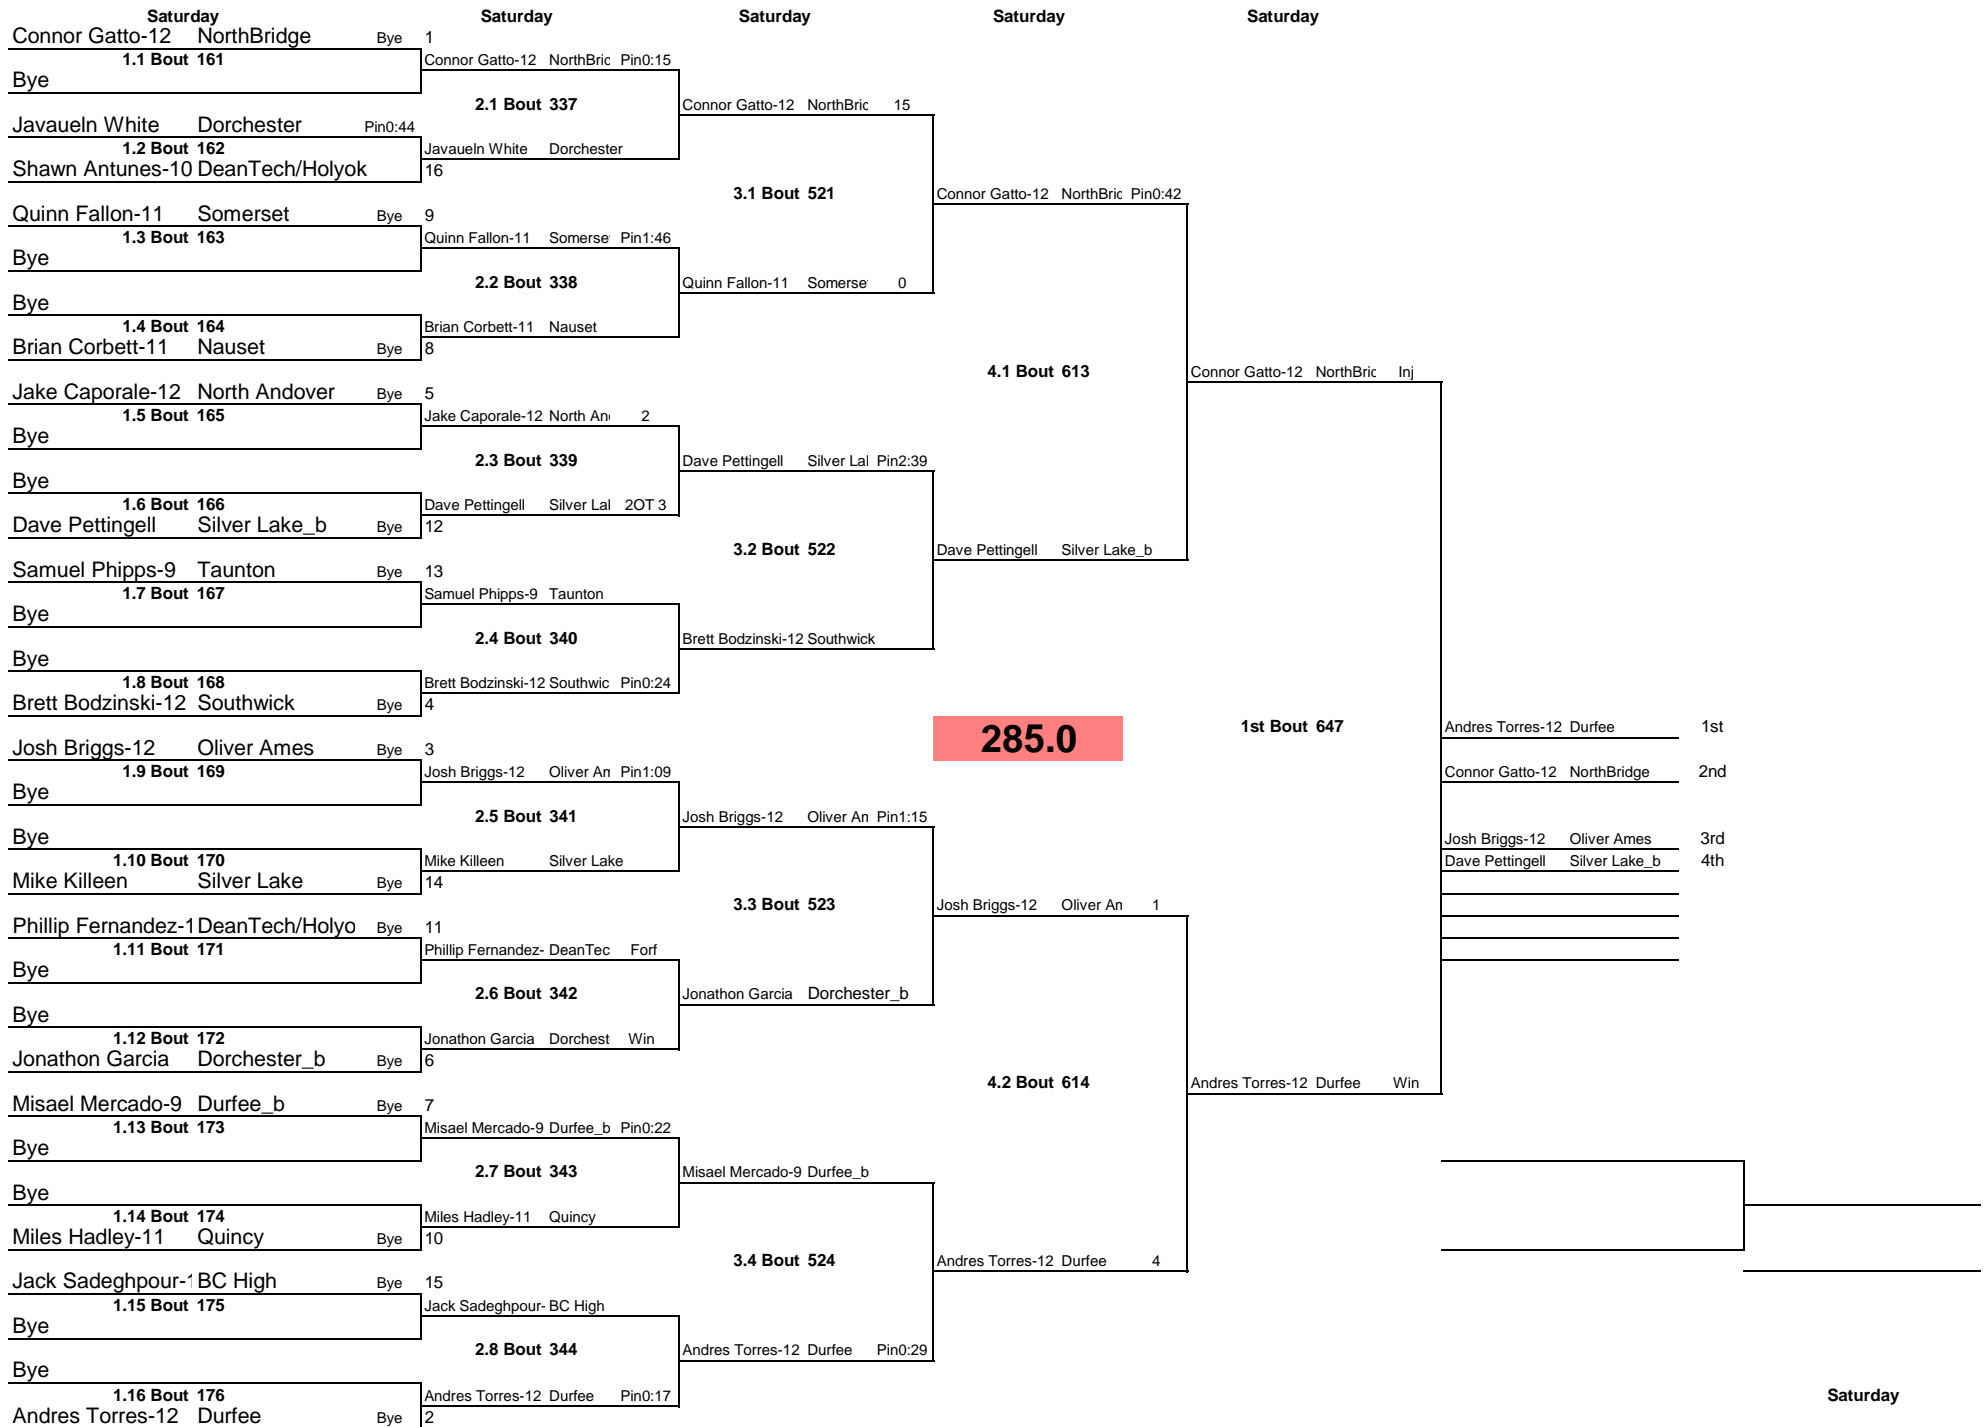 Saturday Saturday Saturday Saturday Saturday
Connor Gatto-12 NorthBridge Bye 1
1.1 Bout 161 Connor Gatto-12 NorthBric Pin0:15
Bye
2.1 Bout 337 Connor Gatto-12 NorthBric 15
Javaueln White Dorchester Pin0:44
1.2 Bout 162 Javaueln White Dorchester
Shawn Antunes-10 DeanTech/Holyok 16
3.1 Bout 521 Connor Gatto-12 NorthBric Pin0:42
Quinn Fallon-11 Somerset Bye 9
1.3 Bout 163 Quinn Fallon-11 Somerse Pin1:46
Bye
2.2 Bout 338 Quinn Fallon-11 Somerse 0
Bye
1.4 Bout 164 Brian Corbett-11 Nauset
Brian Corbett-11 Nauset Bye 8
4.1 Bout 613 Connor Gatto-12 NorthBric Inj
Jake Caporale-12 North Andover Bye 5
1.5 Bout 165 Jake Caporale-12 North An 2
Bye
2.3 Bout 339 Dave Pettingell Silver Lal Pin2:39
Bye
1.6 Bout 166 Dave Pettingell Silver Lal 2OT 3
Dave Pettingell Silver Lake_b Bye 12
3.2 Bout 522 Dave Pettingell Silver Lake_b
Samuel Phipps-9 Taunton Bye 13
1.7 Bout 167 Samuel Phipps-9 Taunton
Bye
2.4 Bout 340 Brett Bodzinski-12 Southwick
Bye
1.8 Bout 168 Brett Bodzinski-12 Southwic Pin0:24
Brett Bodzinski-12 Southwick Bye 4
285.0 1st Bout 647 Andres Torres-12 Durfee 1st
Josh Briggs-12 Oliver Ames Bye 3
1.9 Bout 169 Josh Briggs-12 Oliver An Pin1:09 Connor Gatto-12 NorthBridge 2nd
Bye
2.5 Bout 341 Josh Briggs-12 Oliver An Pin1:15
Bye Josh Briggs-12 Oliver Ames 3rd
1.10 Bout 170 Mike Killeen Silver Lake Dave Pettingell Silver Lake_b 4th
Mike Killeen Silver Lake Bye 14
3.3 Bout 523 Josh Briggs-12 Oliver An 1
Phillip Fernandez-1 DeanTech/Holyo Bye 11
1.11 Bout 171 Phillip Fernandez- DeanTec Forf
Bye
2.6 Bout 342 Jonathon Garcia Dorchester_b
Bye
1.12 Bout 172 Jonathon Garcia Dorchest Win
Jonathon Garcia Dorchester_b Bye 6
4.2 Bout 614 Andres Torres-12 Durfee Win
Misael Mercado-9 Durfee_b Bye 7
1.13 Bout 173 Misael Mercado-9 Durfee_b Pin0:22
Bye
2.7 Bout 343 Misael Mercado-9 Durfee_b
Bye
1.14 Bout 174 Miles Hadley-11 Quincy
Miles Hadley-11 Quincy Bye 10
3.4 Bout 524 Andres Torres-12 Durfee 4
Jack Sadeghpour-1 BC High Bye 15
1.15 Bout 175 Jack Sadeghpour- BC High
Bye
2.8 Bout 344 Andres Torres-12 Durfee Pin0:29
Bye
1.16 Bout 176 Andres Torres-12 Durfee Pin0:17 Saturday
Andres Torres-12 Durfee Bye 2